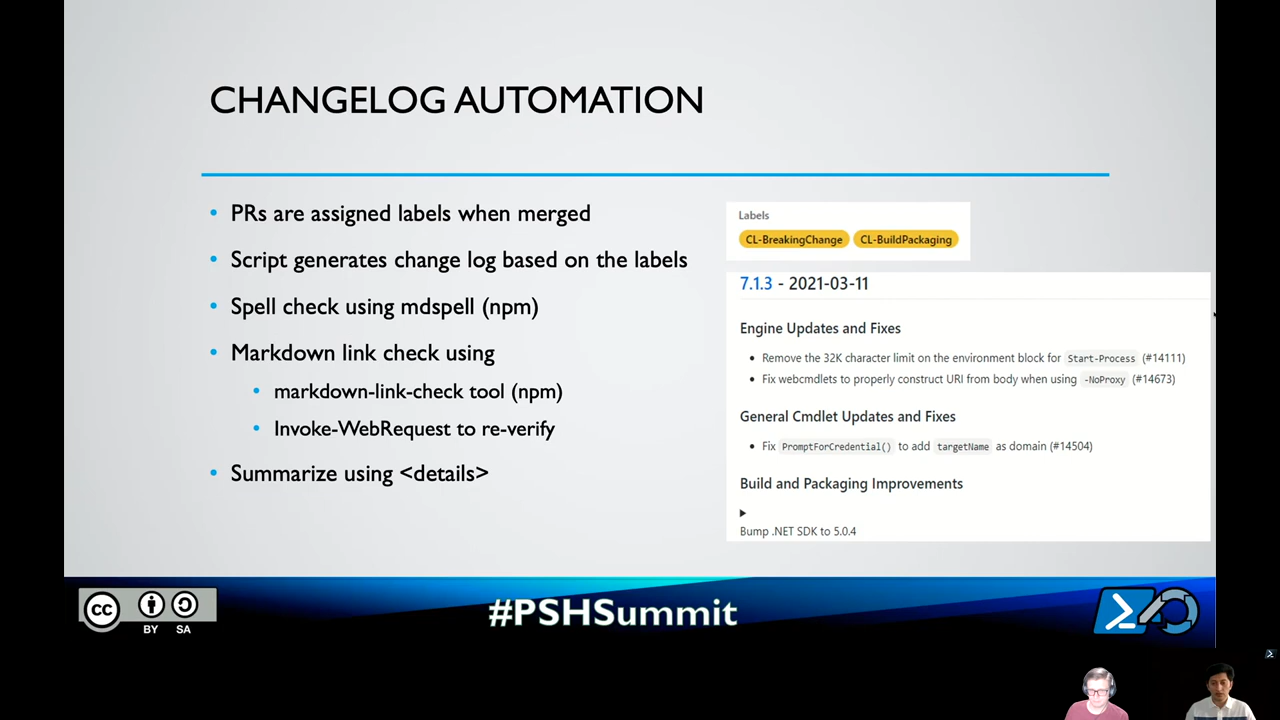 CHANGELOG AUTOMATION
• PRs are assigned labels when merged
• Script generates change log based on the labels
• Spell check using mdspell (npm)
• Markdown link check using
• markdown-link-check tool (npm)
• Invoke-WebRequest to re-verify
• Summarize using <details>
Labels
CL-BreakingChange CL-BuildPackaging
7.1.3 - 2021-03-11
Engine Updates and Fixes
• Remove the 32K character limit on the environment block for Start-Process (#14111)
• Fix webcmdlets to properly construct URI from body when using -NoProxy (#14673)
General Cmdlet Updates and Fixes
• Fix PromptForCredential() to add targetName as domain (#14504)
Build and Packaging Improvements
Bump .NET SDK to 5.0.4
cc
BY SA
#PSHSummit